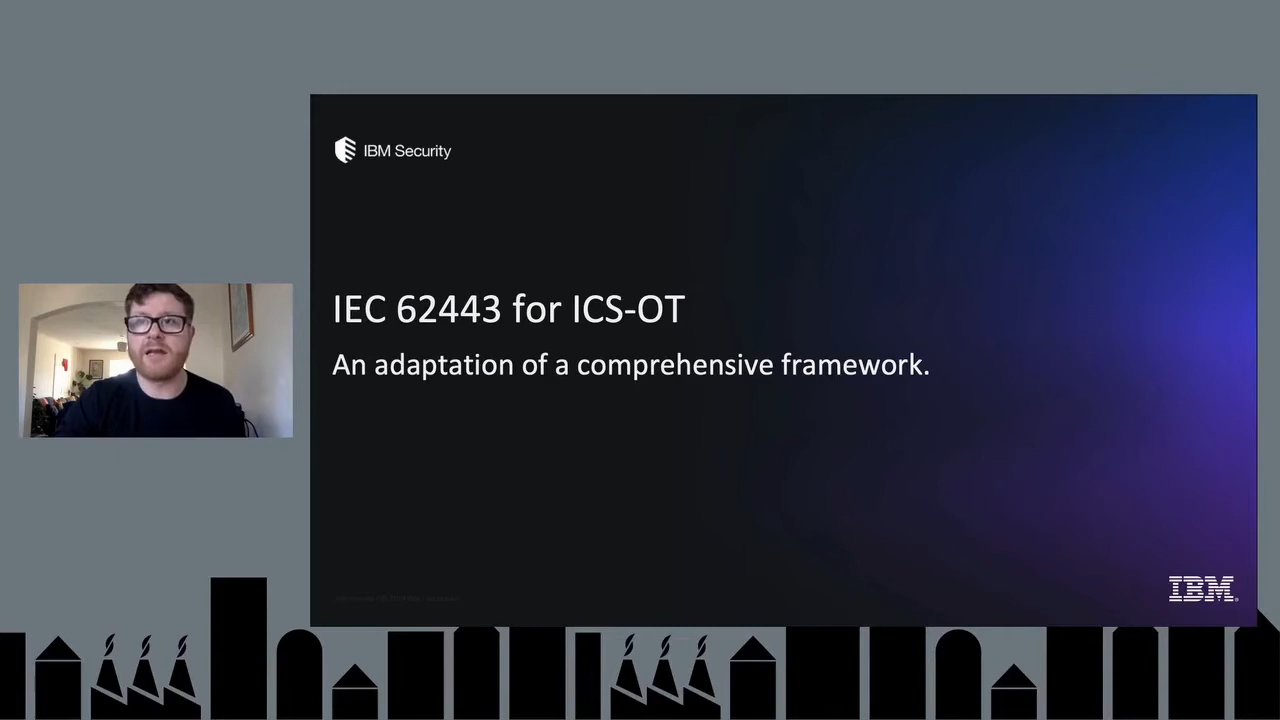 IBM Security
IEC 62443 for ICS-OT
An adaptation of a comprehensive framework.
IBM